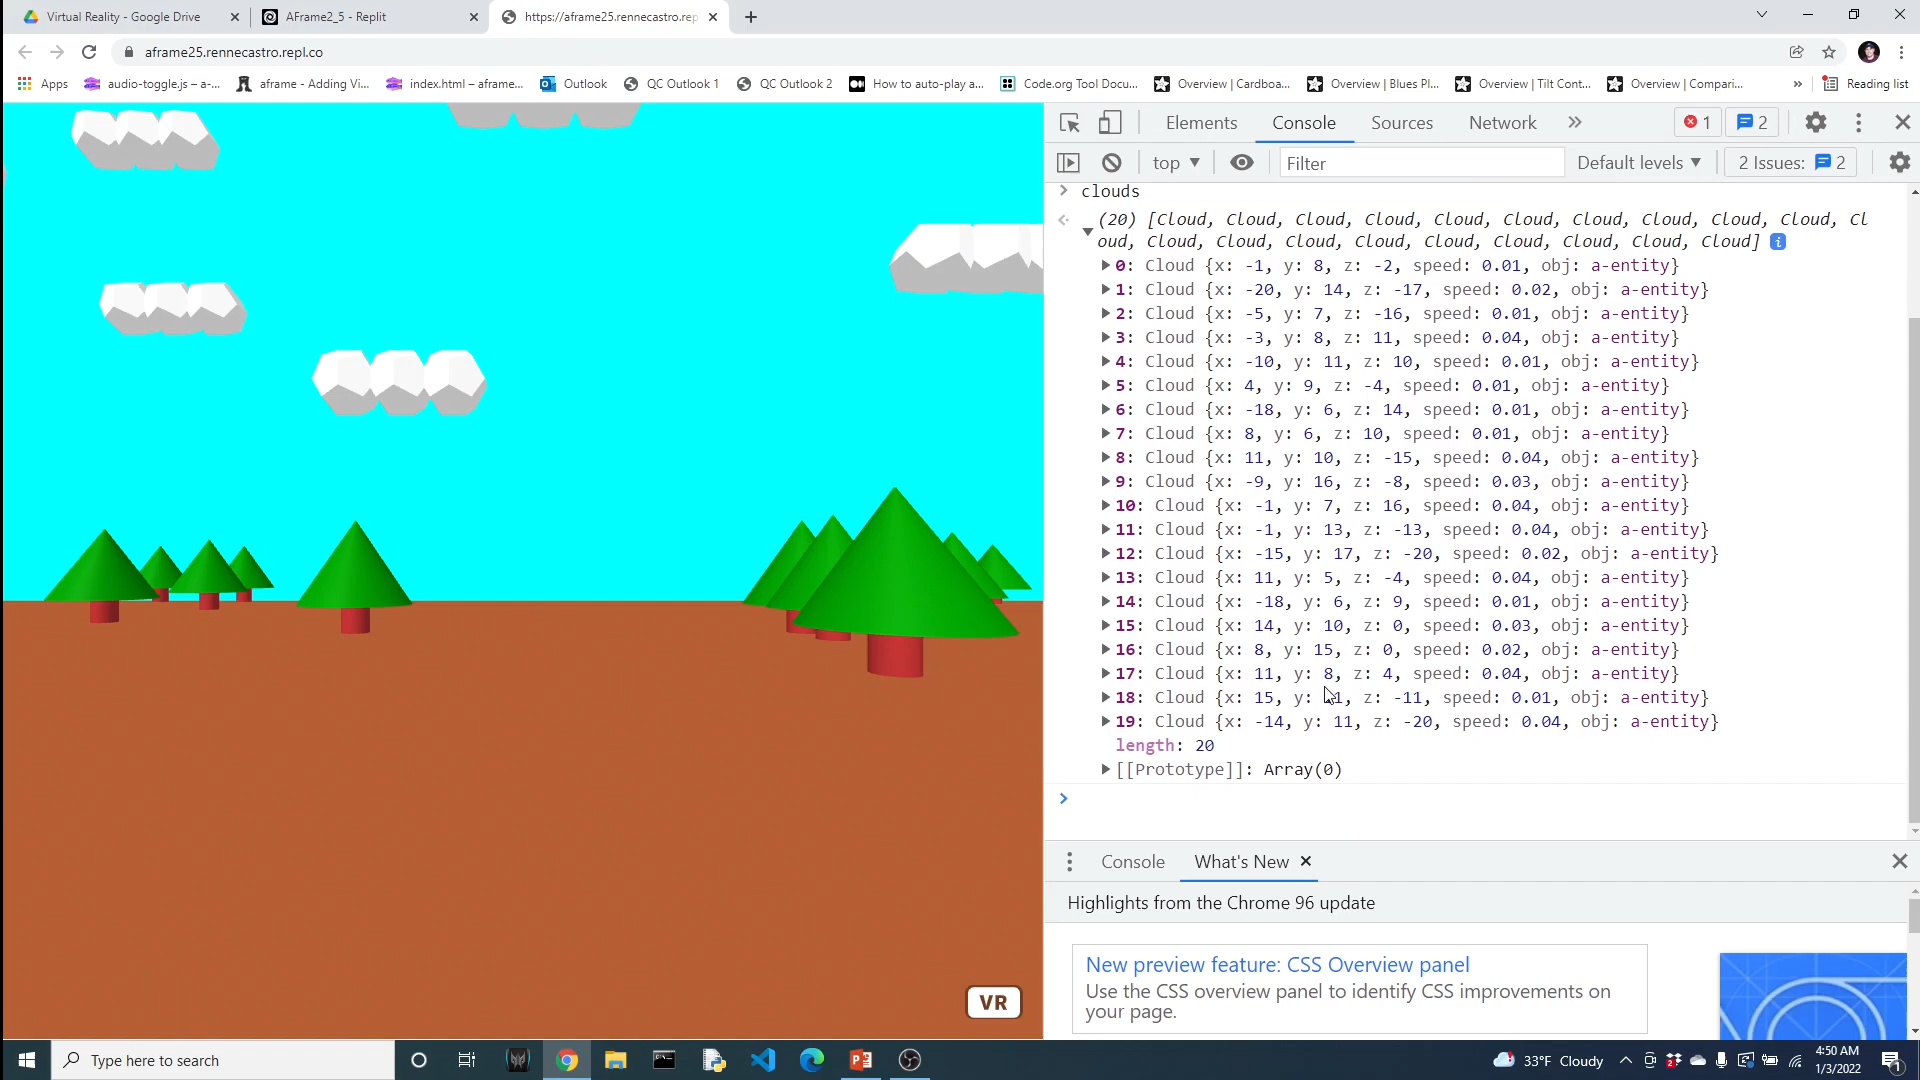 Virtual Reality - Google Drive
AFrame2_5 - Replit
https://aframe25.rennecastro.rep
aframe25.rennecastro.repl.co
Apps
audio-toggle.js – a-...
aframe - Adding Vi...
index.html – aframe...
Outlook
QC Outlook 1
QC Outlook 2
How to auto-play a...
Code.org Tool Docu...
Overview | Cardboa...
Overview | Blues Pl...
Overview | Tilt Cont...
Overview | Compari...
»
Reading list
Elements
Console
Sources
Network
»
1
2
top ▼
Filter
Default levels ▼
2 Issues: 2
> clouds
(20) [Cloud, Cloud, Cloud, Cloud, Cloud, Cloud, Cloud, Cloud, Cloud, Cloud, Cl
oud, Cloud, Cloud, Cloud, Cloud, Cloud, Cloud, Cloud, Cloud, Cloud] i
0: Cloud {x: -1, y: 8, z: -2, speed: 0.01, obj: a-entity}
1: Cloud {x: -20, y: 14, z: -17, speed: 0.02, obj: a-entity}
2: Cloud {x: -5, y: 7, z: -16, speed: 0.01, obj: a-entity}
3: Cloud {x: -3, y: 8, z: 11, speed: 0.04, obj: a-entity}
4: Cloud {x: -10, y: 11, z: 10, speed: 0.01, obj: a-entity}
5: Cloud {x: 4, y: 9, z: -4, speed: 0.01, obj: a-entity}
6: Cloud {x: -18, y: 6, z: 14, speed: 0.01, obj: a-entity}
7: Cloud {x: 8, y: 6, z: 10, speed: 0.01, obj: a-entity}
8: Cloud {x: 11, y: 10, z: -15, speed: 0.04, obj: a-entity}
9: Cloud {x: -9, y: 16, z: -8, speed: 0.03, obj: a-entity}
10: Cloud {x: -1, y: 7, z: 16, speed: 0.04, obj: a-entity}
11: Cloud {x: -1, y: 13, z: -13, speed: 0.04, obj: a-entity}
12: Cloud {x: -15, y: 17, z: -20, speed: 0.02, obj: a-entity}
13: Cloud {x: 11, y: 5, z: -4, speed: 0.04, obj: a-entity}
14: Cloud {x: -18, y: 6, z: 9, speed: 0.01, obj: a-entity}
15: Cloud {x: 14, y: 10, z: 0, speed: 0.03, obj: a-entity}
16: Cloud {x: 8, y: 15, z: 0, speed: 0.02, obj: a-entity}
17: Cloud {x: 11, y: 8, z: 4, speed: 0.04, obj: a-entity}
18: Cloud {x: 15, y: 1, z: -11, speed: 0.01, obj: a-entity}
19: Cloud {x: -14, y: 11, z: -20, speed: 0.04, obj: a-entity}
length: 20
[[Prototype]]: Array(0)
>
Console
What's New
Highlights from the Chrome 96 update
New preview feature: CSS Overview panel
Use the CSS overview panel to identify CSS improvements on
your page.
VR
Type here to search
33°F Cloudy
4:50 AM
1/3/2022
1